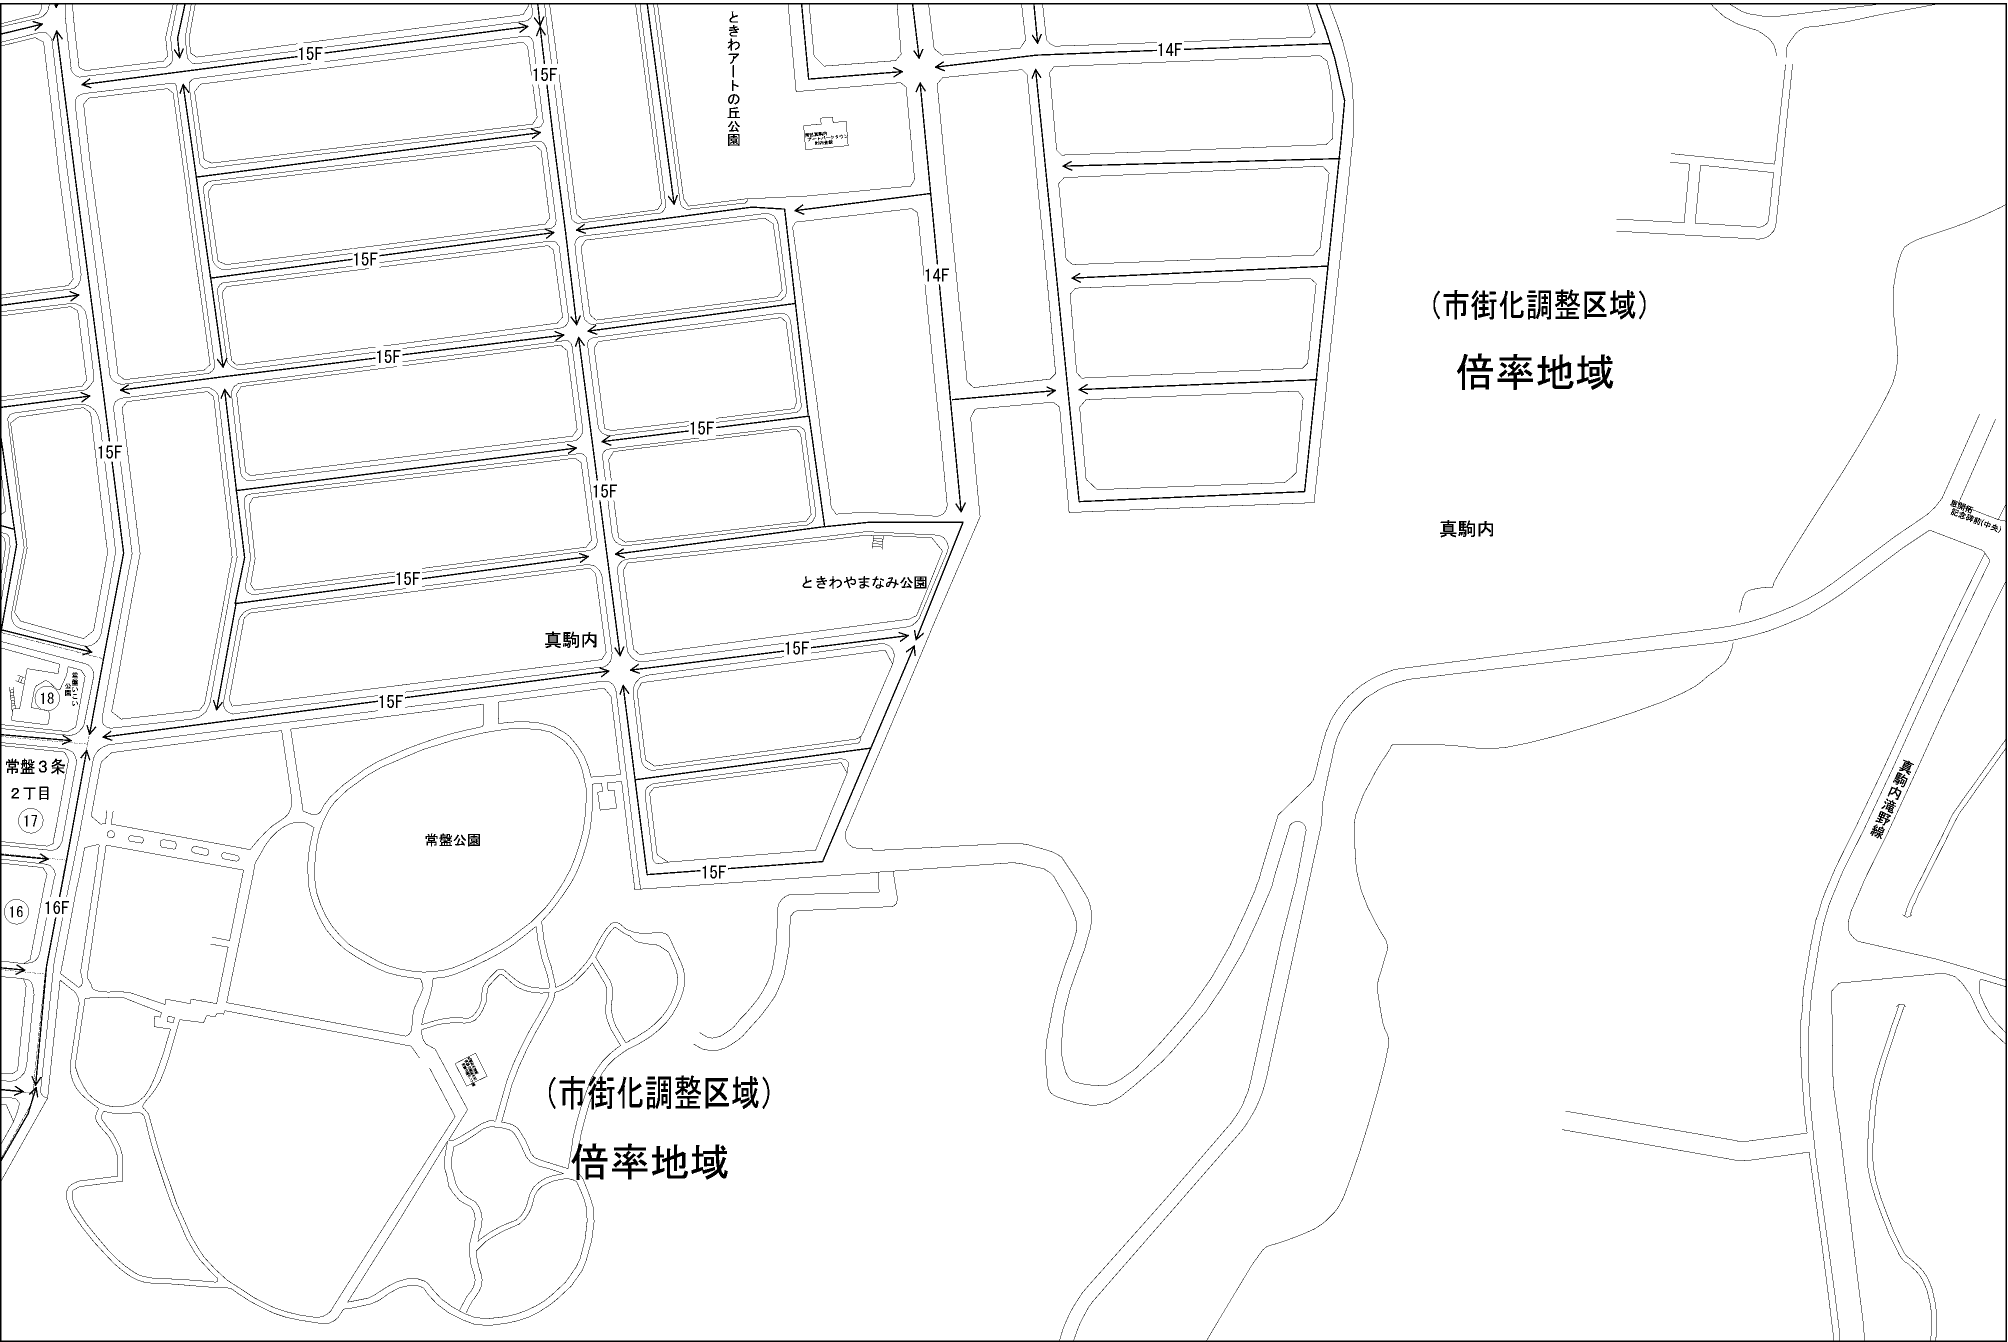 15F
15F
14F
ときわアートの丘公園
15F
14F
(市街化調整区域)
倍率地域
15F
15F
15F
15F
真駒内
15F
ときわやまなみ公園
真駒内
15F
15F
18
常盤3条
2丁目
17
常盤公園
15F
16
16F
真駒内滝野線
(市街化調整区域)
倍率地域